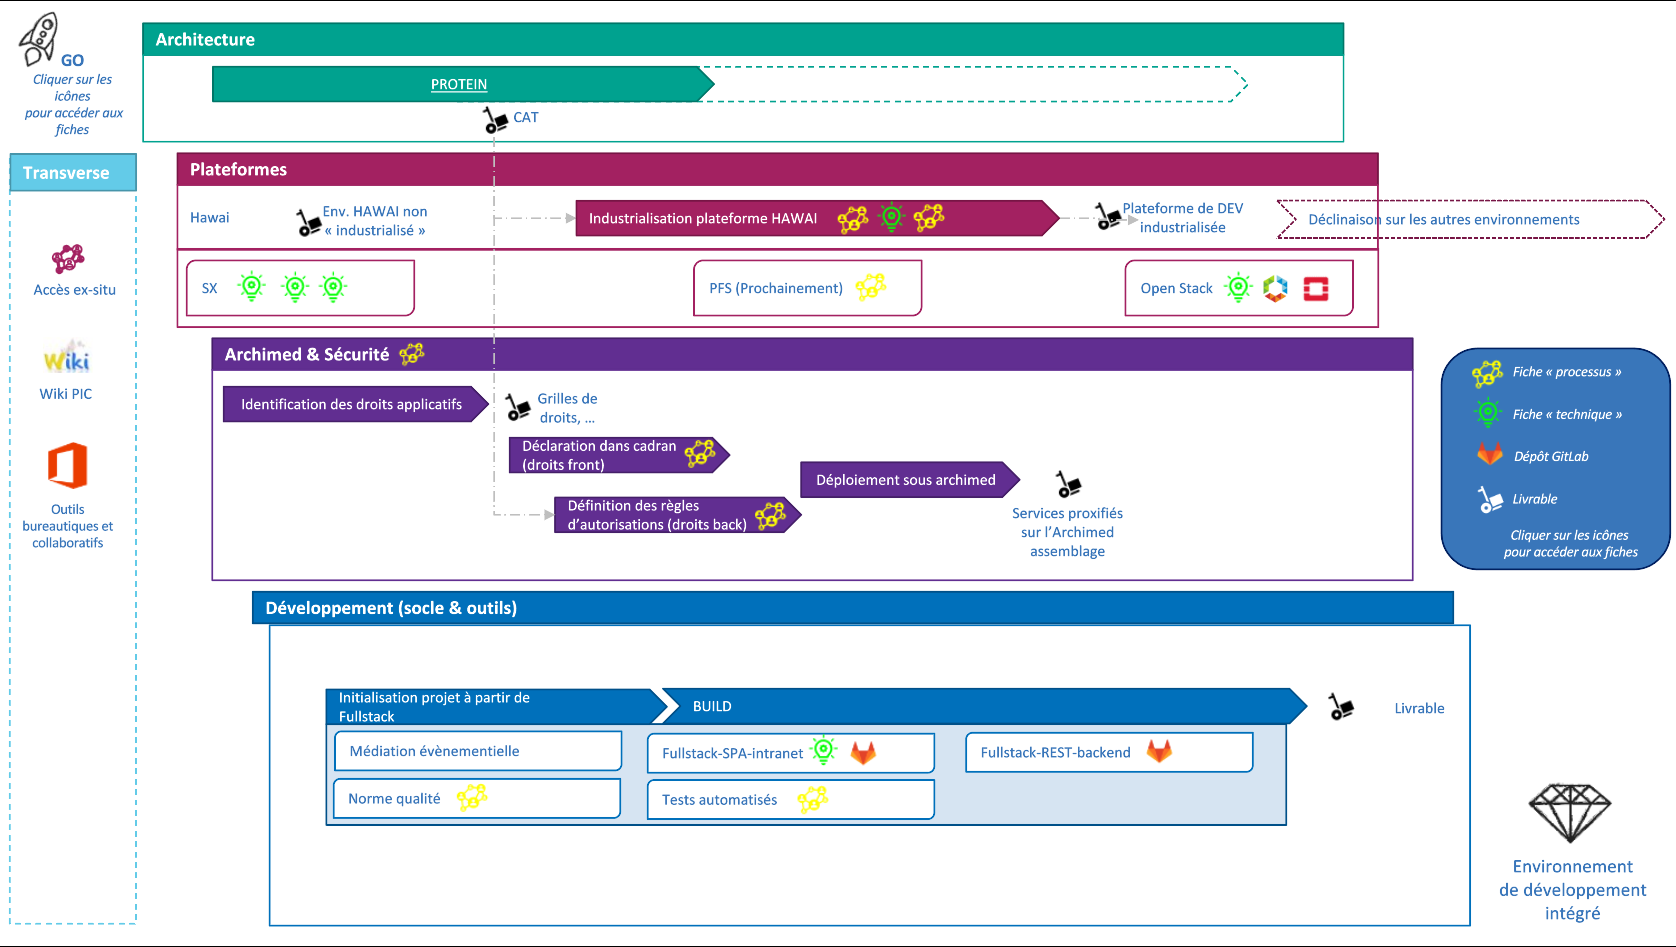 GO
Cliquer sur les
icônes
pour accéder aux
fiches
Architecture
PROTEIN
CAT
Transverse
Accès ex-situ
Wiki
Wiki PIC
Outils
bureautiques et
collaboratifs
Plateformes
Hawai
Env. HAWAI non
« industrialisé »
Industrialisation plateforme HAWAI
Plateforme de DEV
industrialisée
Déclinaison sur les autres environnements
SX
PFS (Prochainement)
Open Stack
Archimed & Sécurité
Identification des droits applicatifs
Grilles de
droits, ...
Déclaration dans cadran
(droits front)
Définition des règles
d’autorisations (droits back)
Déploiement sous archimed
Services proxifiés
sur l’Archimed
assemblage
Fiche « processus »
Fiche « technique »
Dépôt GitLab
Livrable
Cliquer sur les icônes
pour accéder aux fiches
Développement (socle & outils)
Initialisation projet à partir de
Fullstack
BUILD
Livrable
Médiation évènementielle
Fullstack-SPA-intranet
Fullstack-REST-backend
Norme qualité
Tests automatisés
Environnement
de développement
intégré